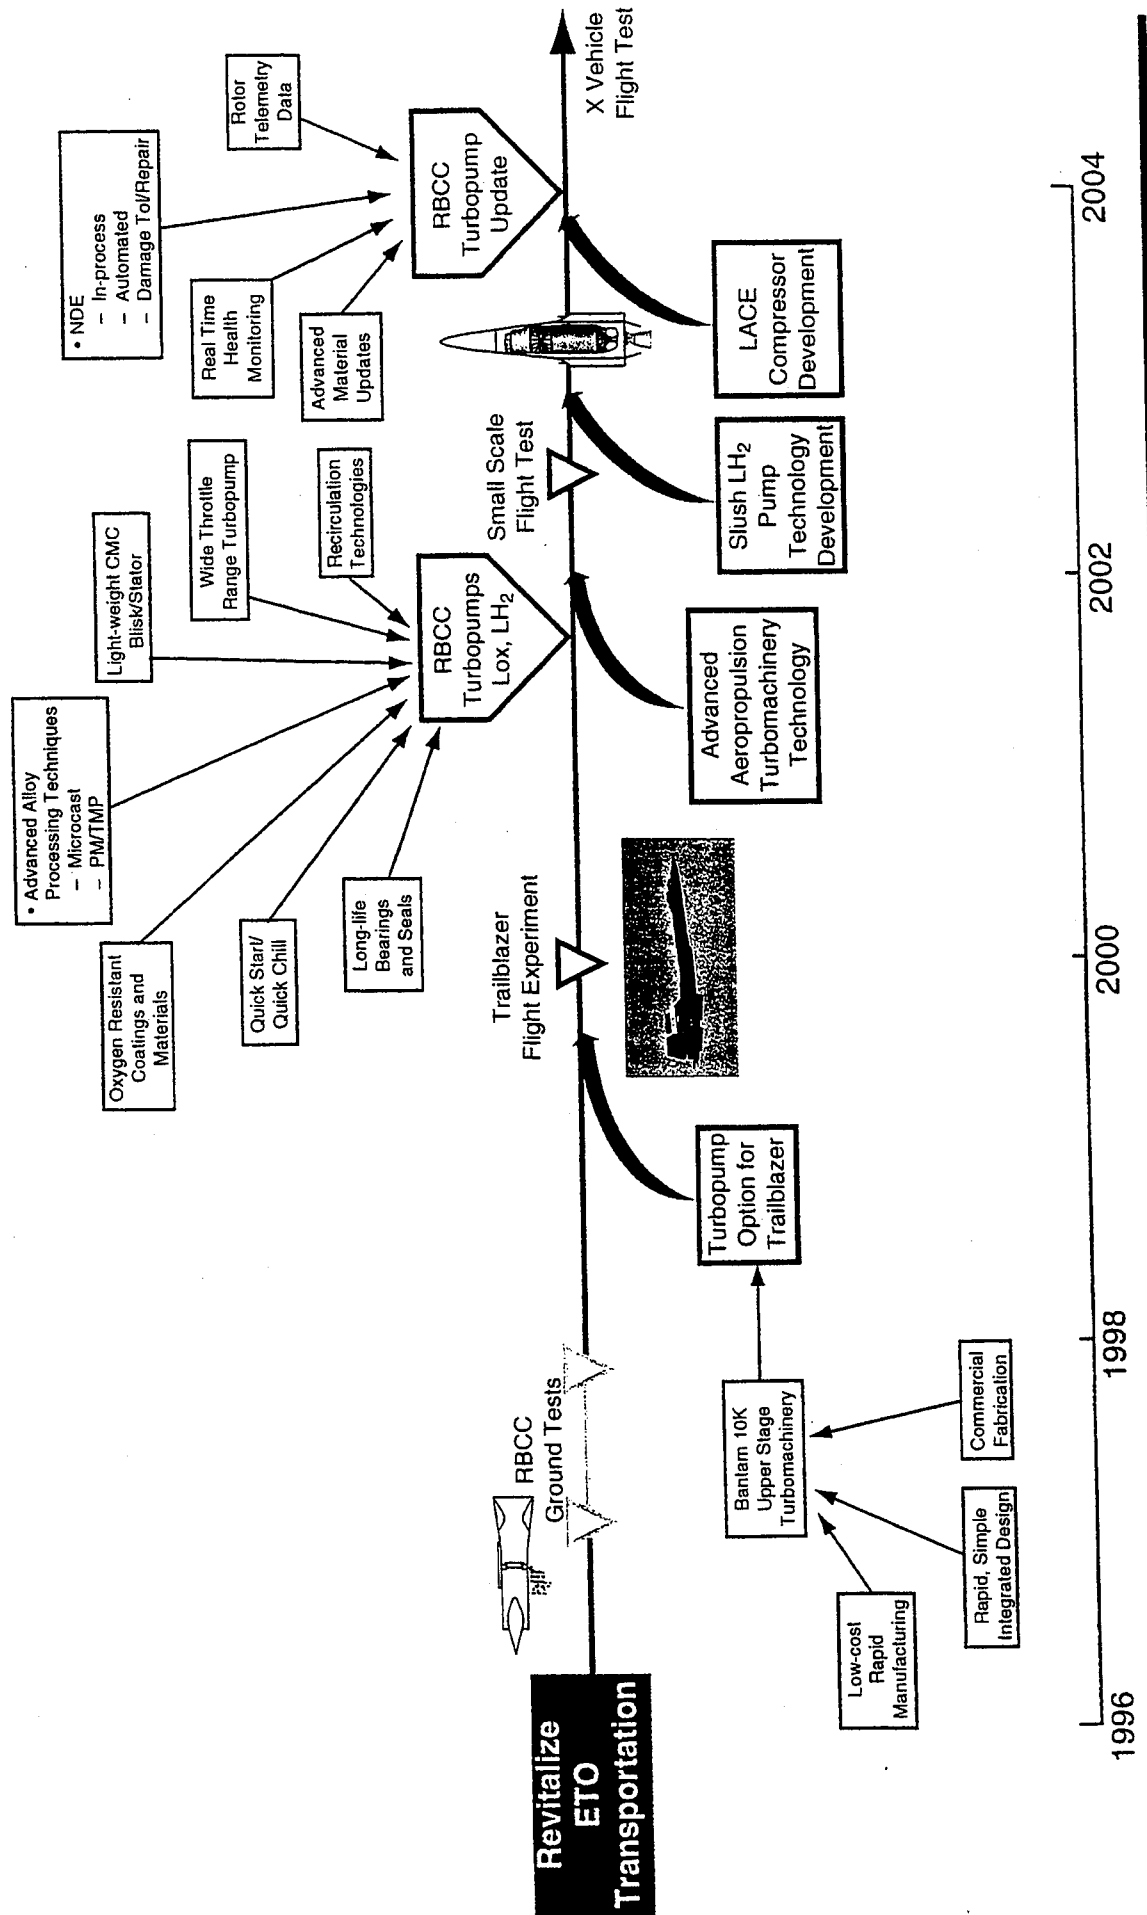 Revitalize
ETO
Transportation
RBCC
Ground Tests
Trailblazer
Flight Experiment
Small Scale
Flight Test
X Vehicle
Flight Test
Oxygen Resistant
Coatings and
Materials
Quick Start/
Quick Chill
Long-life
Bearings
and Seals
• Advanced Alloy
Processing Techniques
– Microcast
– PM/TMP
Light-weight CMC
Blisk/Stator
Wide Throttle
Range Turbopump
Recirculation
Technologies
RBCC
Turbopumps
Lox, LH₂
• NDE
– In-process
– Automated
– Damage Tol/Repair
Real Time
Health
Monitoring
Advanced
Material
Updates
Rotor
Telemetry
Data
RBCC
Turbopump
Update
Low-cost
Rapid
Manufacturing
Rapid, Simple
Integrated Design
Commercial
Fabrication
Bantam 10K
Upper Stage
Turbomachinery
Turbopump
Option for
Trailblazer
Advanced
Aeropropulsion
Turbomachinery
Technology
Slush LH₂
Pump
Technology
Development
LACE
Compressor
Development
1996
1998
2000
2002
2004